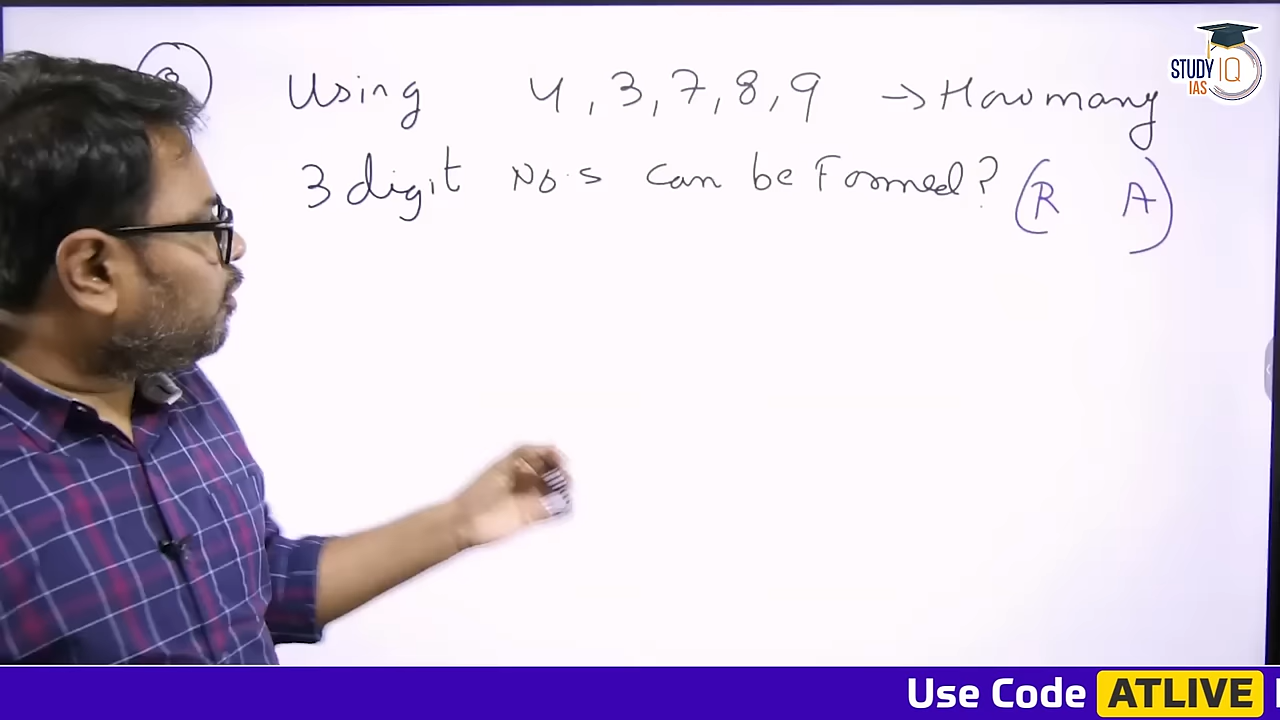 Using 4, 3, 7, 8, 9 → How many
3 digit No.s can be Formed? (R A)
STUDY IQ
IAS
Use Code ATLIVE